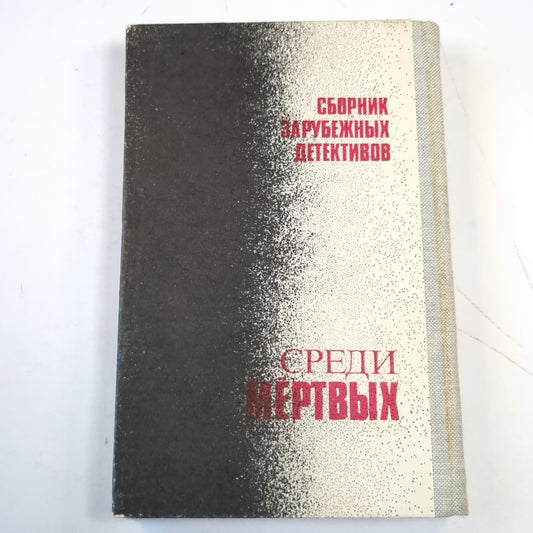 СБОРНИК
ЗАРУБЕЖНЫХ
ДЕТЕКТИВОВ
СРЕДИ
МЕРТВЫХ